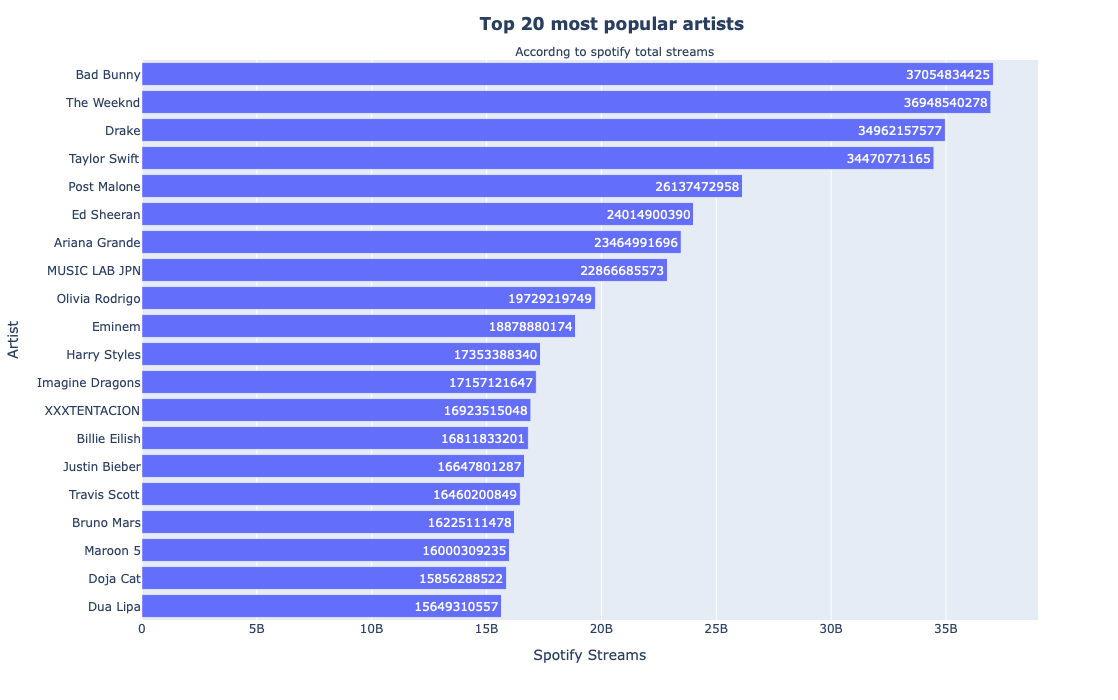 Top 20 most popular artists
Accordng to spotify total streams
Artist
Bad Bunny 37054834425
The Weeknd 36948540278
Drake 34962157577
Taylor Swift 34470771165
Post Malone 26137472958
Ed Sheeran 24014900390
Ariana Grande 23464991696
MUSIC LAB JPN 22866685573
Olivia Rodrigo 19729219749
Eminem 18878880174
Harry Styles 17353388340
Imagine Dragons 17157121647
XXXTENTACION 16923515048
Billie Eilish 16811833201
Justin Bieber 16647801287
Travis Scott 16460200849
Bruno Mars 16225111478
Maroon 5 16000309235
Doja Cat 15856288522
Dua Lipa 15649310557
0 5B 10B 15B 20B 25B 30B 35B
Spotify Streams